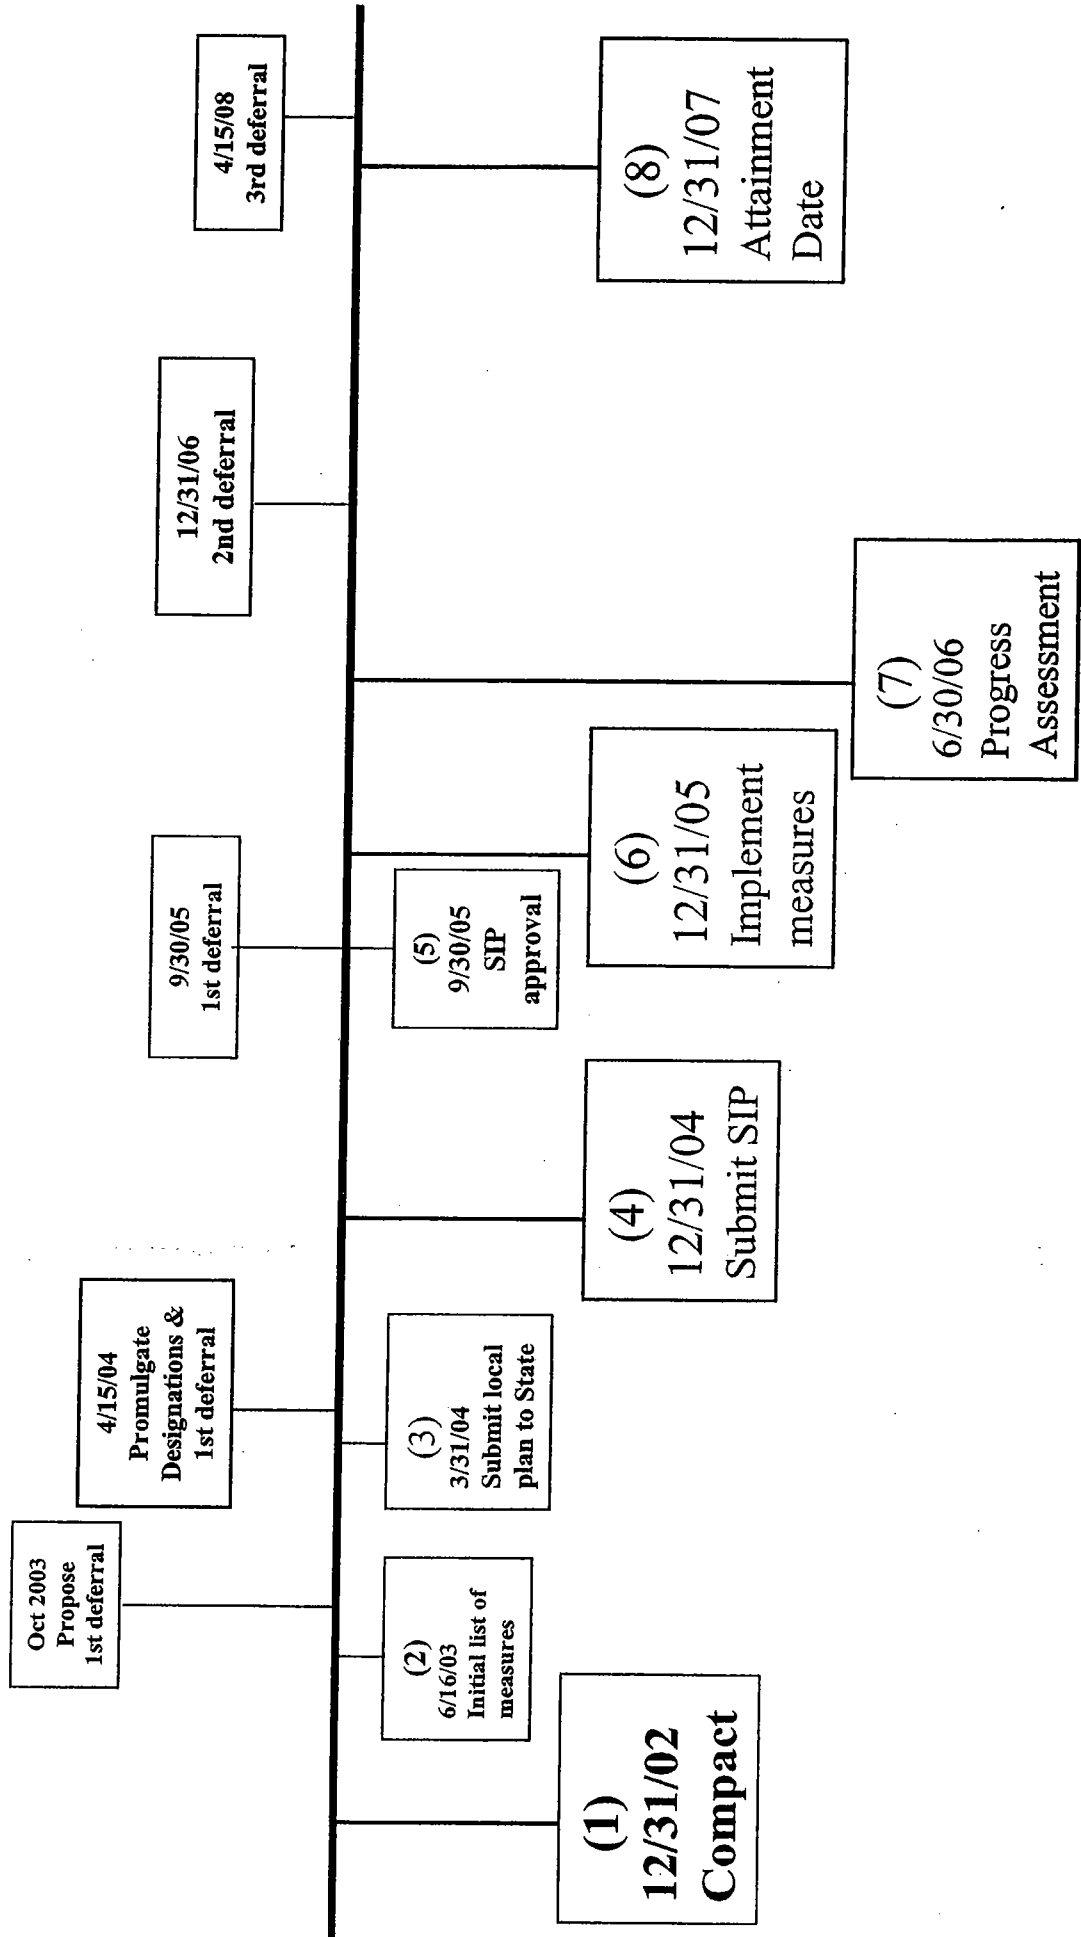 Oct 2003
Propose
1st deferral
4/15/04
Promulgate
Designations &
1st deferral
9/30/05
1st deferral
12/31/06
2nd deferral
4/15/08
3rd deferral
(1)
12/31/02
Compact
(2)
6/16/03
Initial list of
measures
(3)
3/31/04
Submit local
plan to State
(4)
12/31/04
Submit SIP
(5)
9/30/05
SIP
approval
(6)
12/31/05
Implement
measures
(7)
6/30/06
Progress
Assessment
(8)
12/31/07
Attainment
Date